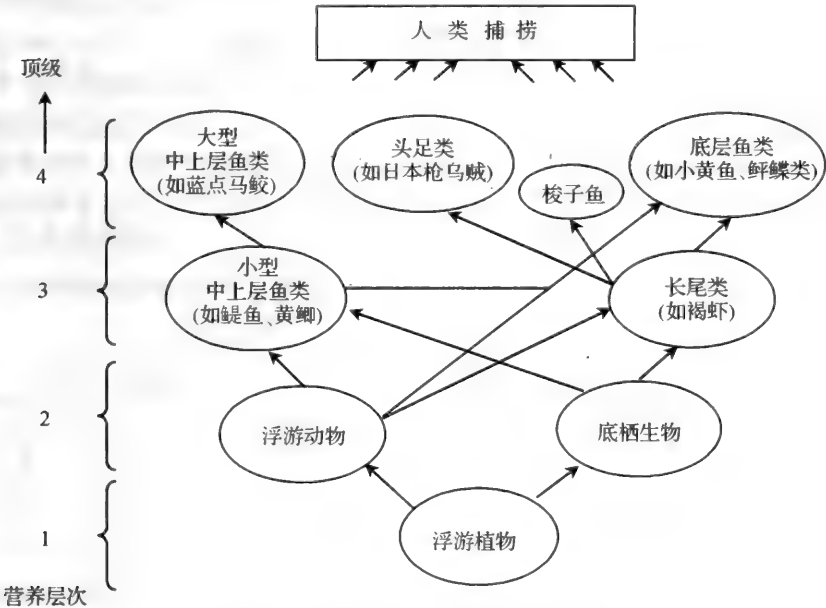 人类捕捞
顶级
4
大型
中上层鱼类
(如蓝点马鲛)
头足类
(如日本枪乌贼)
梭子鱼
底层鱼类
(如小黄鱼、鲆鲽类)
3
小型
中上层鱼类
(如鳀鱼、黄鲫)
长尾类
(如褐虾)
2
浮游动物
底栖生物
1
浮游植物
营养层次